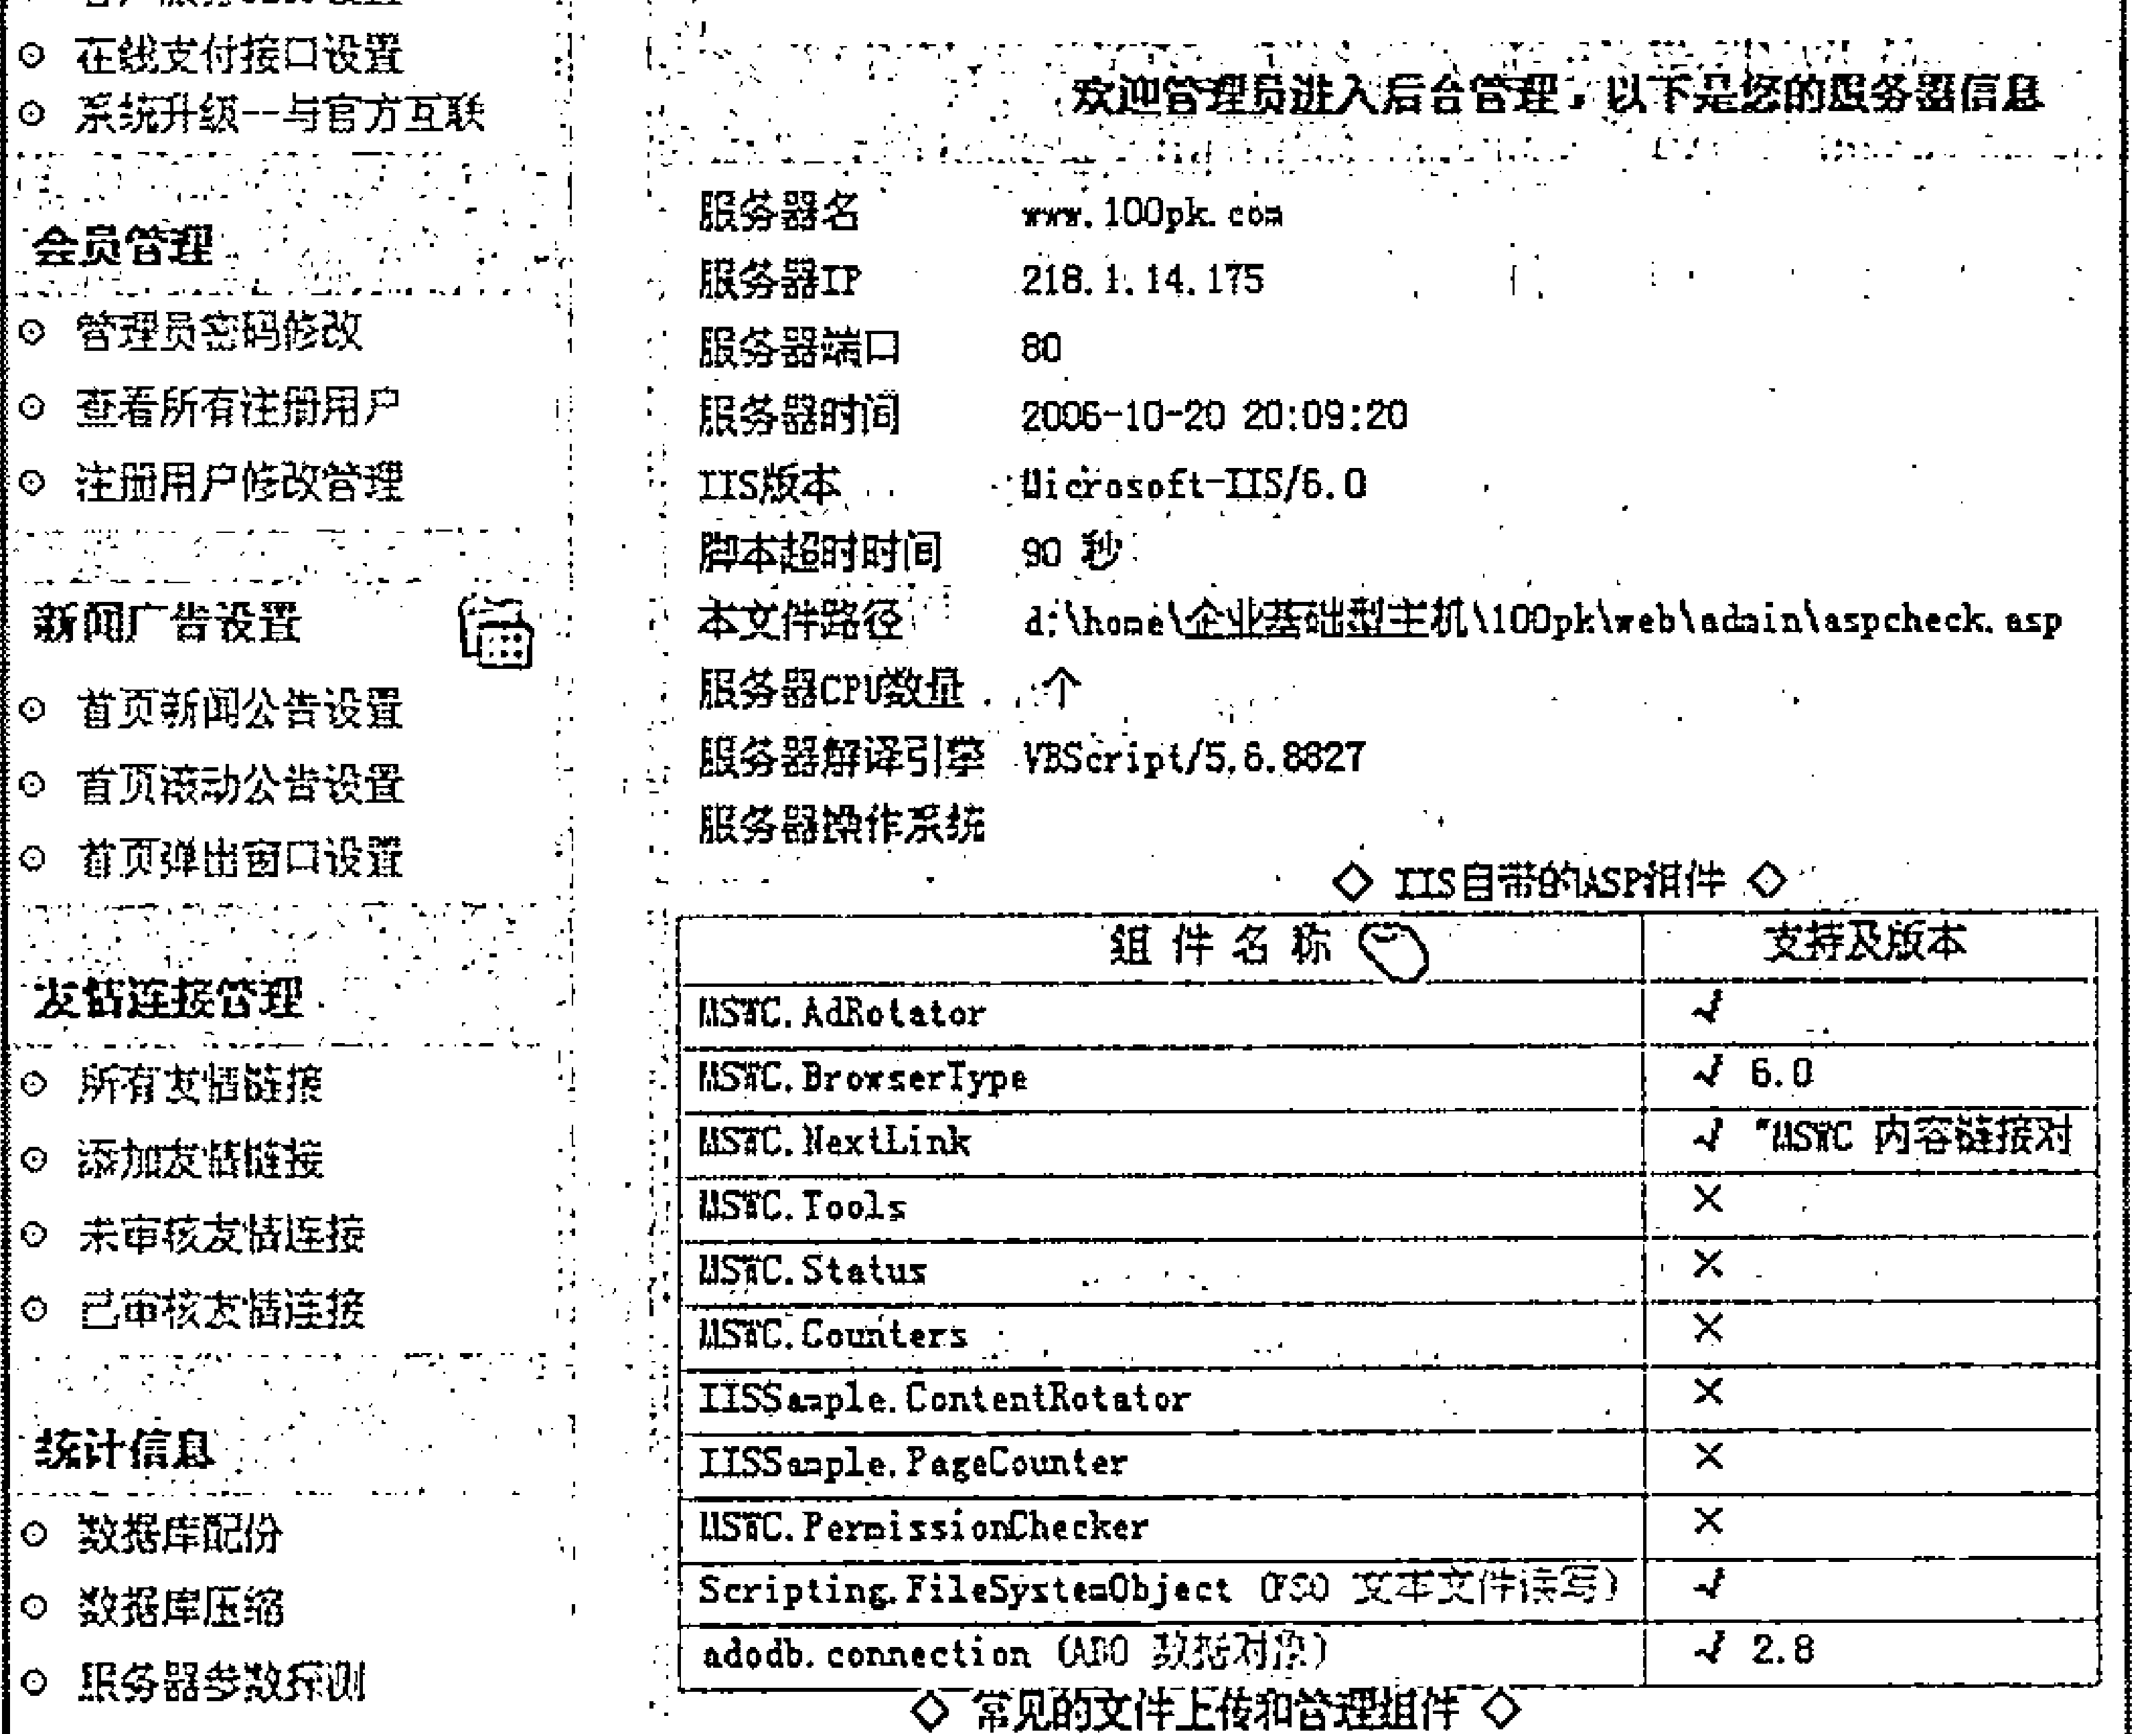 在线支付接口设置
系统升级--与官方互联
会员管理
管理员密码修改
查看所有注册用户
注册用户修改管理
新闻广告设置
首页新闻公告设置
首页滚动公告设置
首页弹出窗口设置
友情连接管理
所有友情链接
添加友情链接
未审核友情连接
已审核友情连接
统计信息
数据库配份
数据库压缩
服务器参数探测
欢迎管理员进入后台管理，以下是您的服务器信息
服务器名 www.100pk.com
服务器IP 218.1.14.175
服务器端口 80
服务器时间 2006-10-20 20:09:20
IIS版本 Microsoft-IIS/6.0
脚本超时时间 90 秒
本文件路径 d:\home\企业基础型主机\100pk\web\admin\aspcheck.asp
服务器CPU数量 个
服务器解译引擎 VBScript/5.6.8827
服务器操作系统
◇ IIS自带的ASP组件 ◇
组件名称 支持及版本
MSWC.AdRotator √
MSWC.BrowserType √ 6.0
MSWC.NextLink √ "MSWC 内容链接对
MSWC.Tools ×
MSWC.Status ×
MSWC.Counters ×
IISSample.ContentRotator ×
IISSample.PageCounter ×
MSWC.PermissionChecker ×
Scripting.FileSystemObject (FSO 文本文件读写) √
adodb.connection (ADO 数据对象) √ 2.8
◇ 常见的文件上传和管理组件 ◇